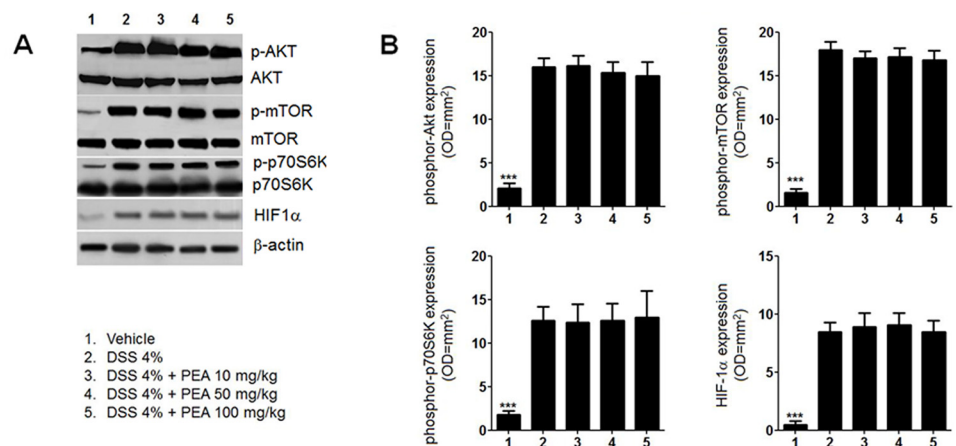 A
1 2 3 4 5
p-AKT
AKT
p-mTOR
mTOR
p-p70S6K
p70S6K
HIF1α
β-actin
1. Vehicle
2. DSS 4%
3. DSS 4% + PEA 10 mg/kg
4. DSS 4% + PEA 50 mg/kg
5. DSS 4% + PEA 100 mg/kg
B
phosphor-Akt expression
(OD=mm²)
20
15
10
5
0
***
1 2 3 4 5
phosphor-mTOR expression
(OD=mm²)
20
15
10
5
0
***
1 2 3 4 5
phosphor-p70S6K expression
(OD=mm²)
20
15
10
5
0
***
1 2 3 4 5
HIF-1α expression
(OD=mm²)
15
10
5
0
***
1 2 3 4 5